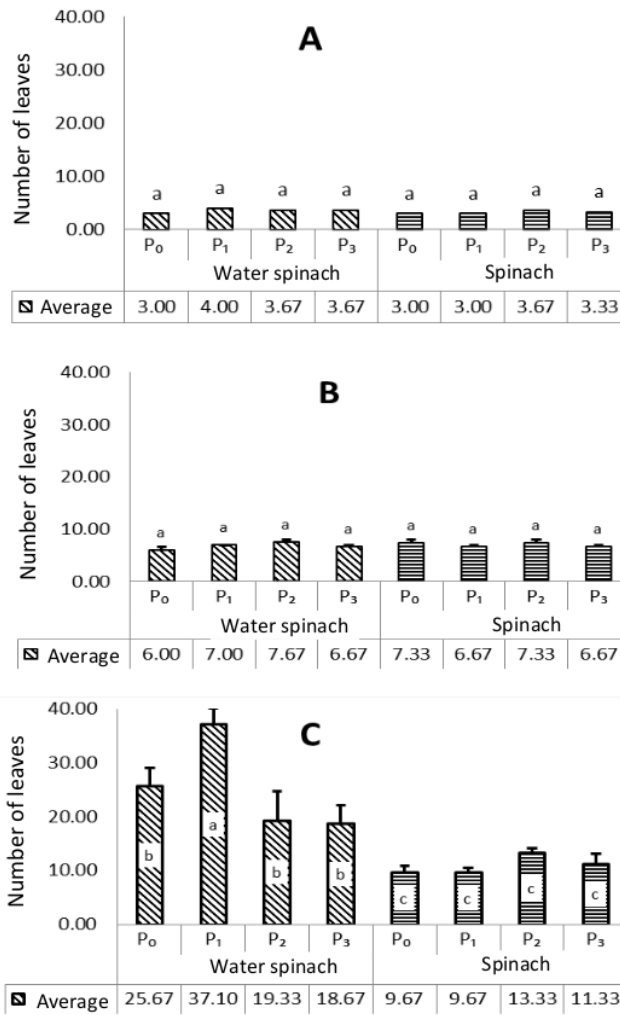 A
40.00
30.00
20.00
10.00
0.00
Number of leaves
a a a a a a a a
P₀ P₁ P₂ P₃ P₀ P₁ P₂ P₃
Water spinach Spinach
Average 3.00 4.00 3.67 3.67 3.00 3.00 3.67 3.33
B
40.00
30.00
20.00
10.00
0.00
Number of leaves
a a a a a a a a
P₀ P₁ P₂ P₃ P₀ P₁ P₂ P₃
Water spinach Spinach
Average 6.00 7.00 7.67 6.67 7.33 6.67 7.33 6.67
C
40.00
30.00
20.00
10.00
0.00
Number of leaves
b a b b c c c c
P₀ P₁ P₂ P₃ P₀ P₁ P₂ P₃
Water spinach Spinach
Average 25.67 37.10 19.33 18.67 9.67 9.67 13.33 11.33